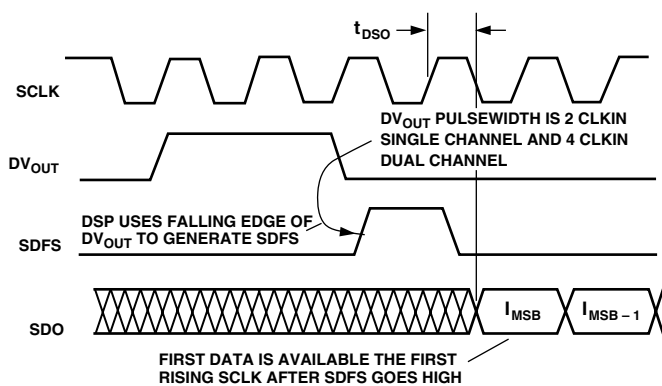 tDSO
SCLK
DVOUT PULSEWIDTH IS 2 CLKIN
SINGLE CHANNEL AND 4 CLKIN
DUAL CHANNEL
DVOUT
DSP USES FALLING EDGE OF
DVOUT TO GENERATE SDFS
SDFS
SDO
IMSB
IMSB – 1
FIRST DATA IS AVAILABLE THE FIRST
RISING SCLK AFTER SDFS GOES HIGH